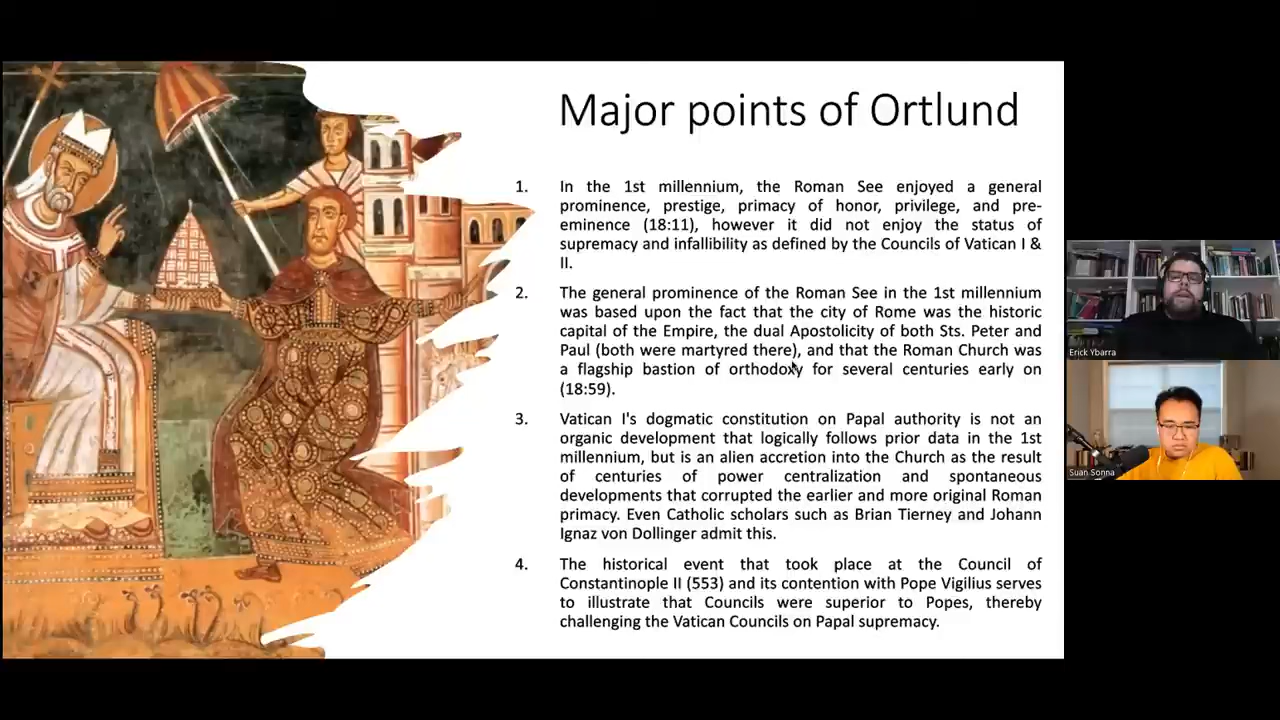 Major points of Ortlund
1. In the 1st millennium, the Roman See enjoyed a general
prominence, prestige, primacy of honor, privilege, and pre-
eminence (18:11), however it did not enjoy the status of
supremacy and infallibility as defined by the Councils of Vatican I &
II.
2. The general prominence of the Roman See in the 1st millennium
was based upon the fact that the city of Rome was the historic
capital of the Empire, the dual Apostolicity of both Sts. Peter and
Paul (both were martyred there), and that the Roman Church was
a flagship bastion of orthodoxy for several centuries early on
(18:59).
3. Vatican I's dogmatic constitution on Papal authority is not an
organic development that logically follows prior data in the 1st
millennium, but is an alien accretion into the Church as the result
of centuries of power centralization and spontaneous
developments that corrupted the earlier and more original Roman
primacy. Even Catholic scholars such as Brian Tierney and Johann
Ignaz von Dollinger admit this.
4. The historical event that took place at the Council of
Constantinople II (553) and its contention with Pope Vigilius serves
to illustrate that Councils were superior to Popes, thereby
challenging the Vatican Councils on Papal supremacy.
Erick Ybarra
Suan Sonna